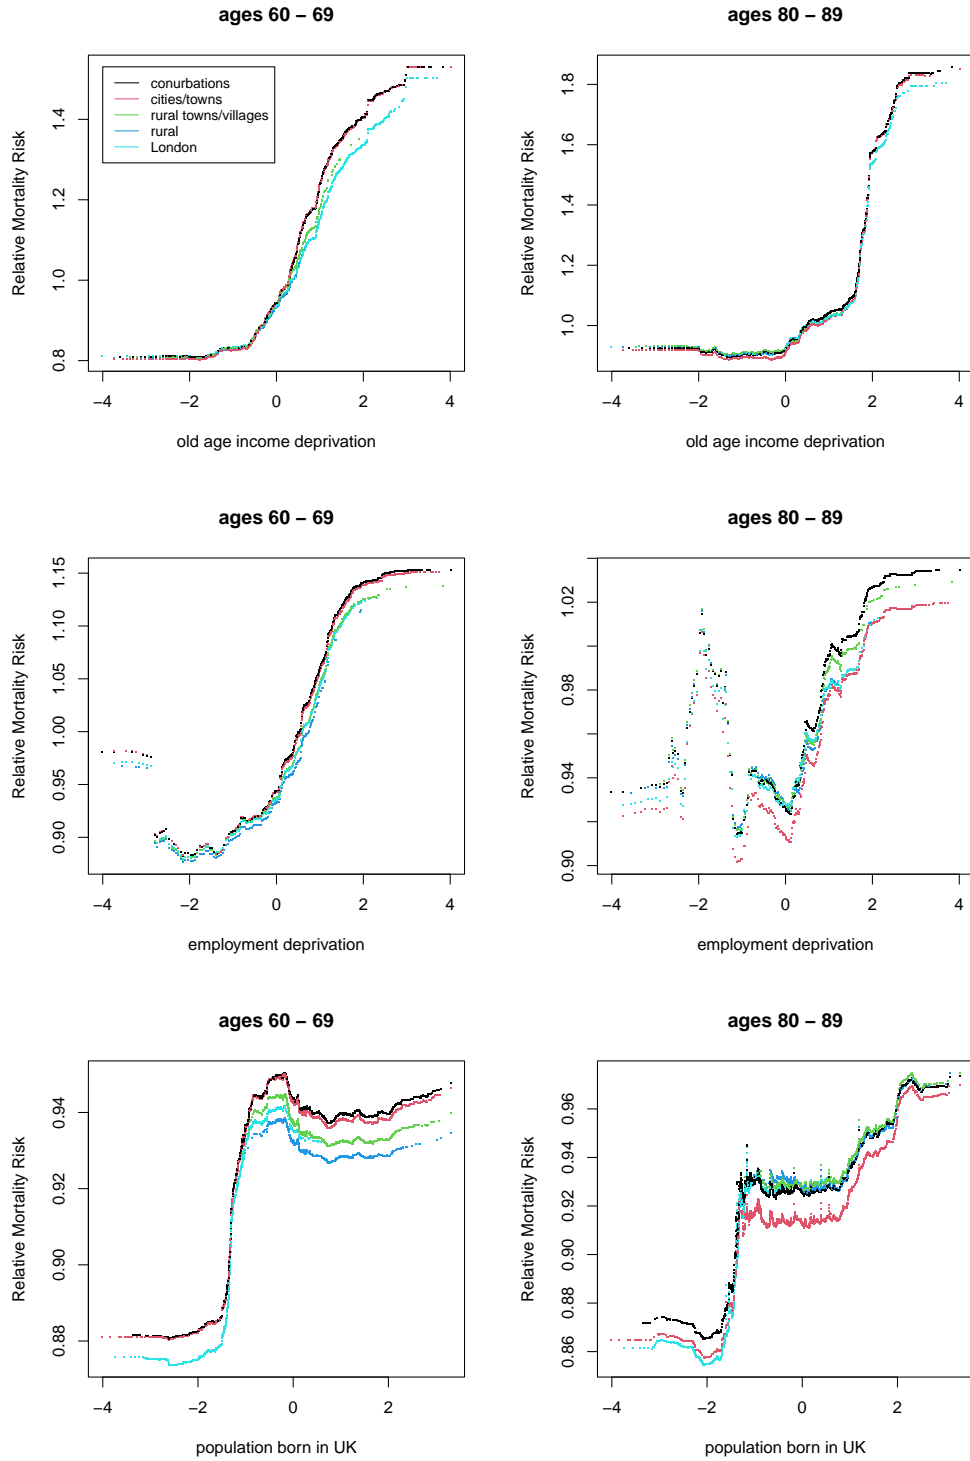 ages 60 − 69
Relative Mortality Risk
0.8 1.0 1.2 1.4
conurbations
cities/towns
rural towns/villages
rural
London
−4 −2 0 2 4
old age income deprivation
ages 80 − 89
Relative Mortality Risk
1.0 1.2 1.4 1.6 1.8
−4 −2 0 2 4
old age income deprivation
ages 60 − 69
Relative Mortality Risk
0.90 0.95 1.00 1.05 1.10 1.15
−4 −2 0 2 4
employment deprivation
ages 80 − 89
Relative Mortality Risk
0.90 0.94 0.98 1.02
−4 −2 0 2 4
employment deprivation
ages 60 − 69
Relative Mortality Risk
0.88 0.90 0.92 0.94
−4 −2 0 2
population born in UK
ages 80 − 89
Relative Mortality Risk
0.86 0.88 0.90 0.92 0.94 0.96
−4 −2 0 2
population born in UK